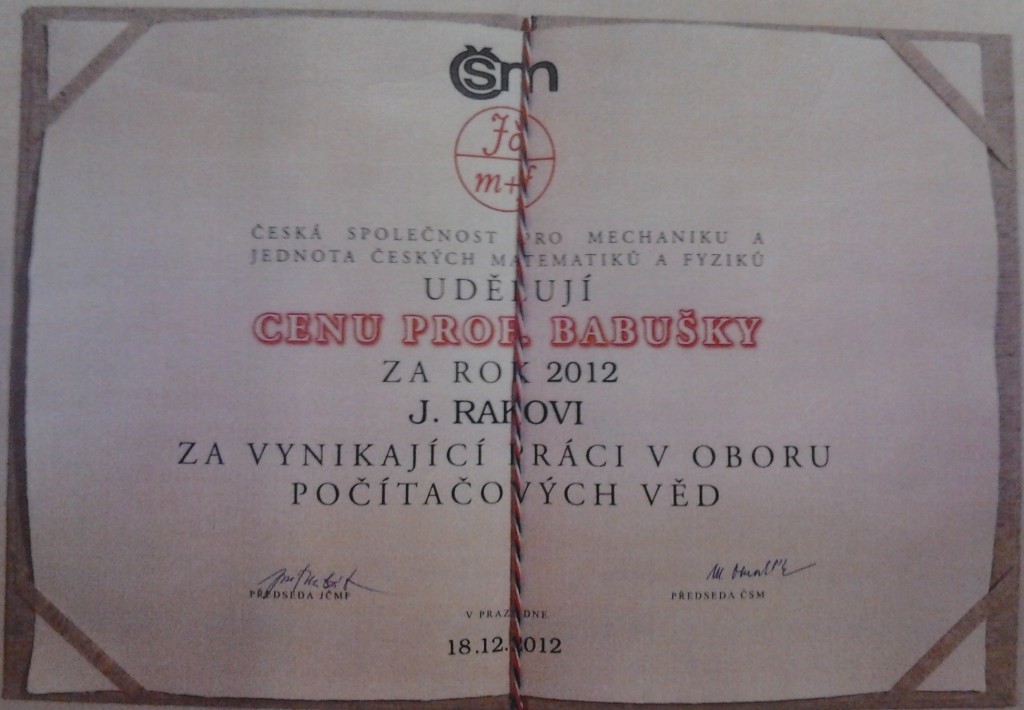 čsm
Jč
m+f
ČESKÁ SPOLEČNOST PRO MECHANIKU A
JEDNOTA ČESKÝCH MATEMATIKŮ A FYZIKŮ
UDĚLUJÍ
CENU PROF. BABUŠKY
ZA ROK 2012
J. RAKOVI
ZA VYNIKAJÍCÍ PRÁCI V OBORU
POČÍTAČOVÝCH VĚD
PŘEDSEDA JČMF
PŘEDSEDA ČSM
V PRAZE DNE
18.12.2012